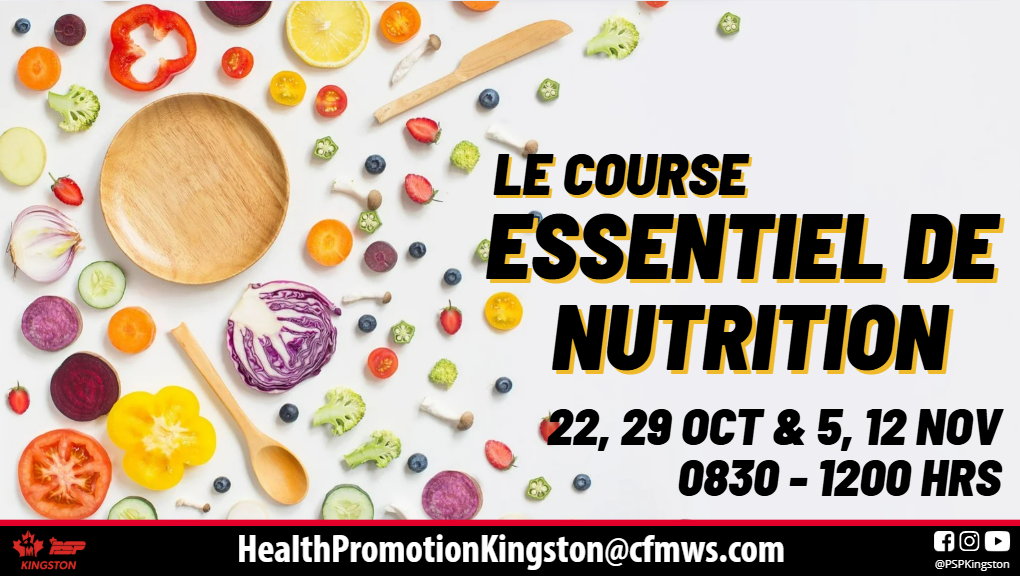 LE COURSE
ESSENTIEL DE
NUTRITION
22, 29 OCT & 5, 12 NOV
0830 - 1200 HRS
PSP
KINGSTON
HealthPromotionKingston@cfmws.com
@PSPKingston